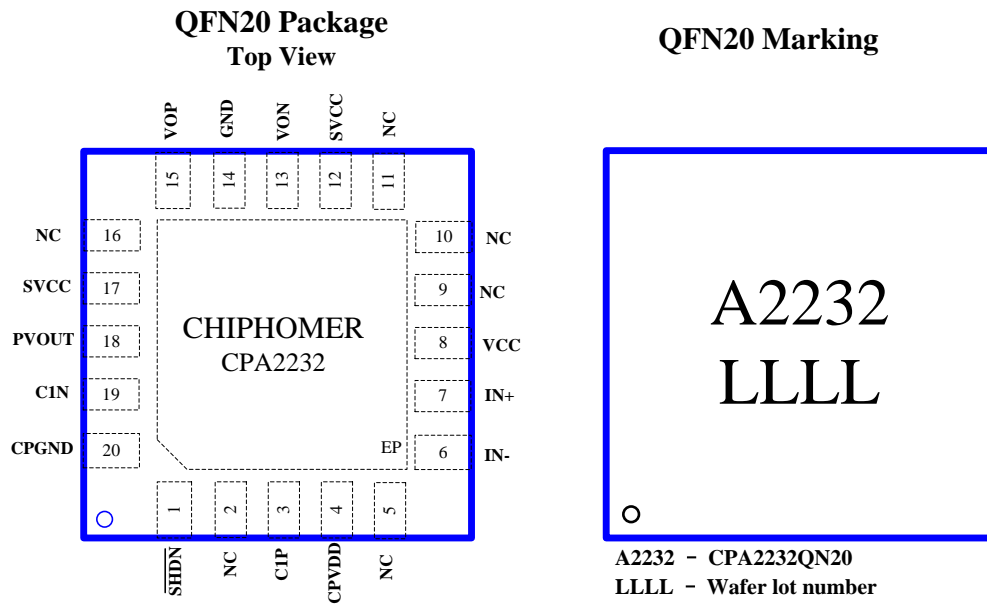 QFN20 Package
Top View
QFN20 Marking
VOP
GND
VON
SVCC
NC
15
14
13
12
11
NC
16
10
NC
SVCC
17
9
NC
PVOUT
18
8
VCC
C1N
19
7
IN+
CPGND
20
6
IN-
CHIPHOMER
CPA2232
EP
1
2
3
4
5
SHDN
NC
C1P
CPVDD
NC
A2232
LLLL
A2232 - CPA2232QN20
LLLL - Wafer lot number